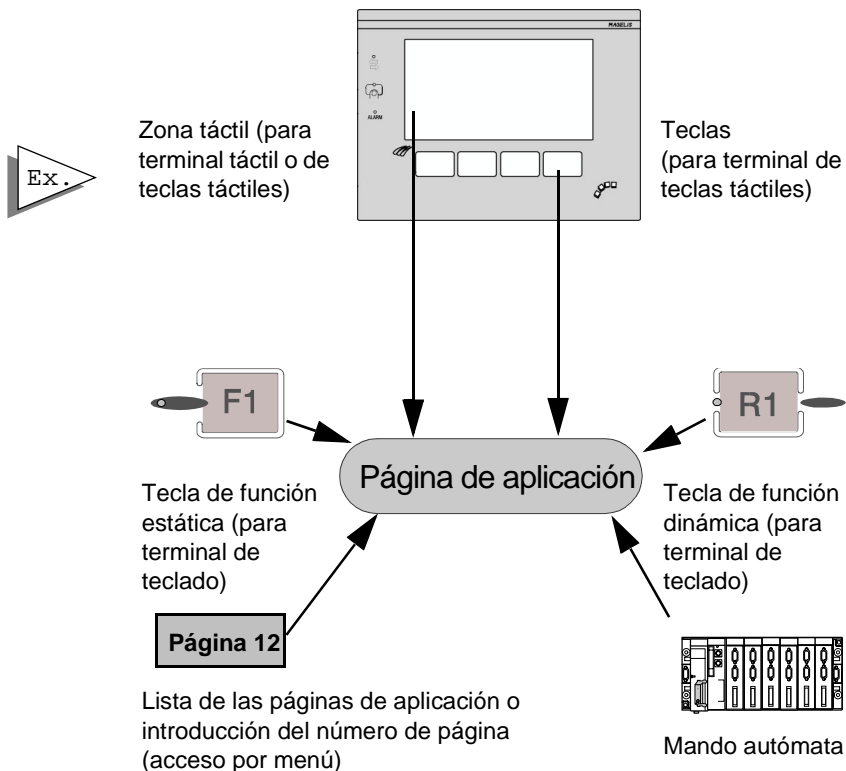 MAGELIS
ALARM
Zona táctil (para
terminal táctil o de
teclas táctiles)
Teclas
(para terminal de
teclas táctiles)
Ex.
F1
R1
Página de aplicación
Tecla de función
estática (para
terminal de
teclado)
Tecla de función
dinámica (para
terminal de
teclado)
Página 12
Lista de las páginas de aplicación o
introducción del número de página
(acceso por menú)
Mando autómata